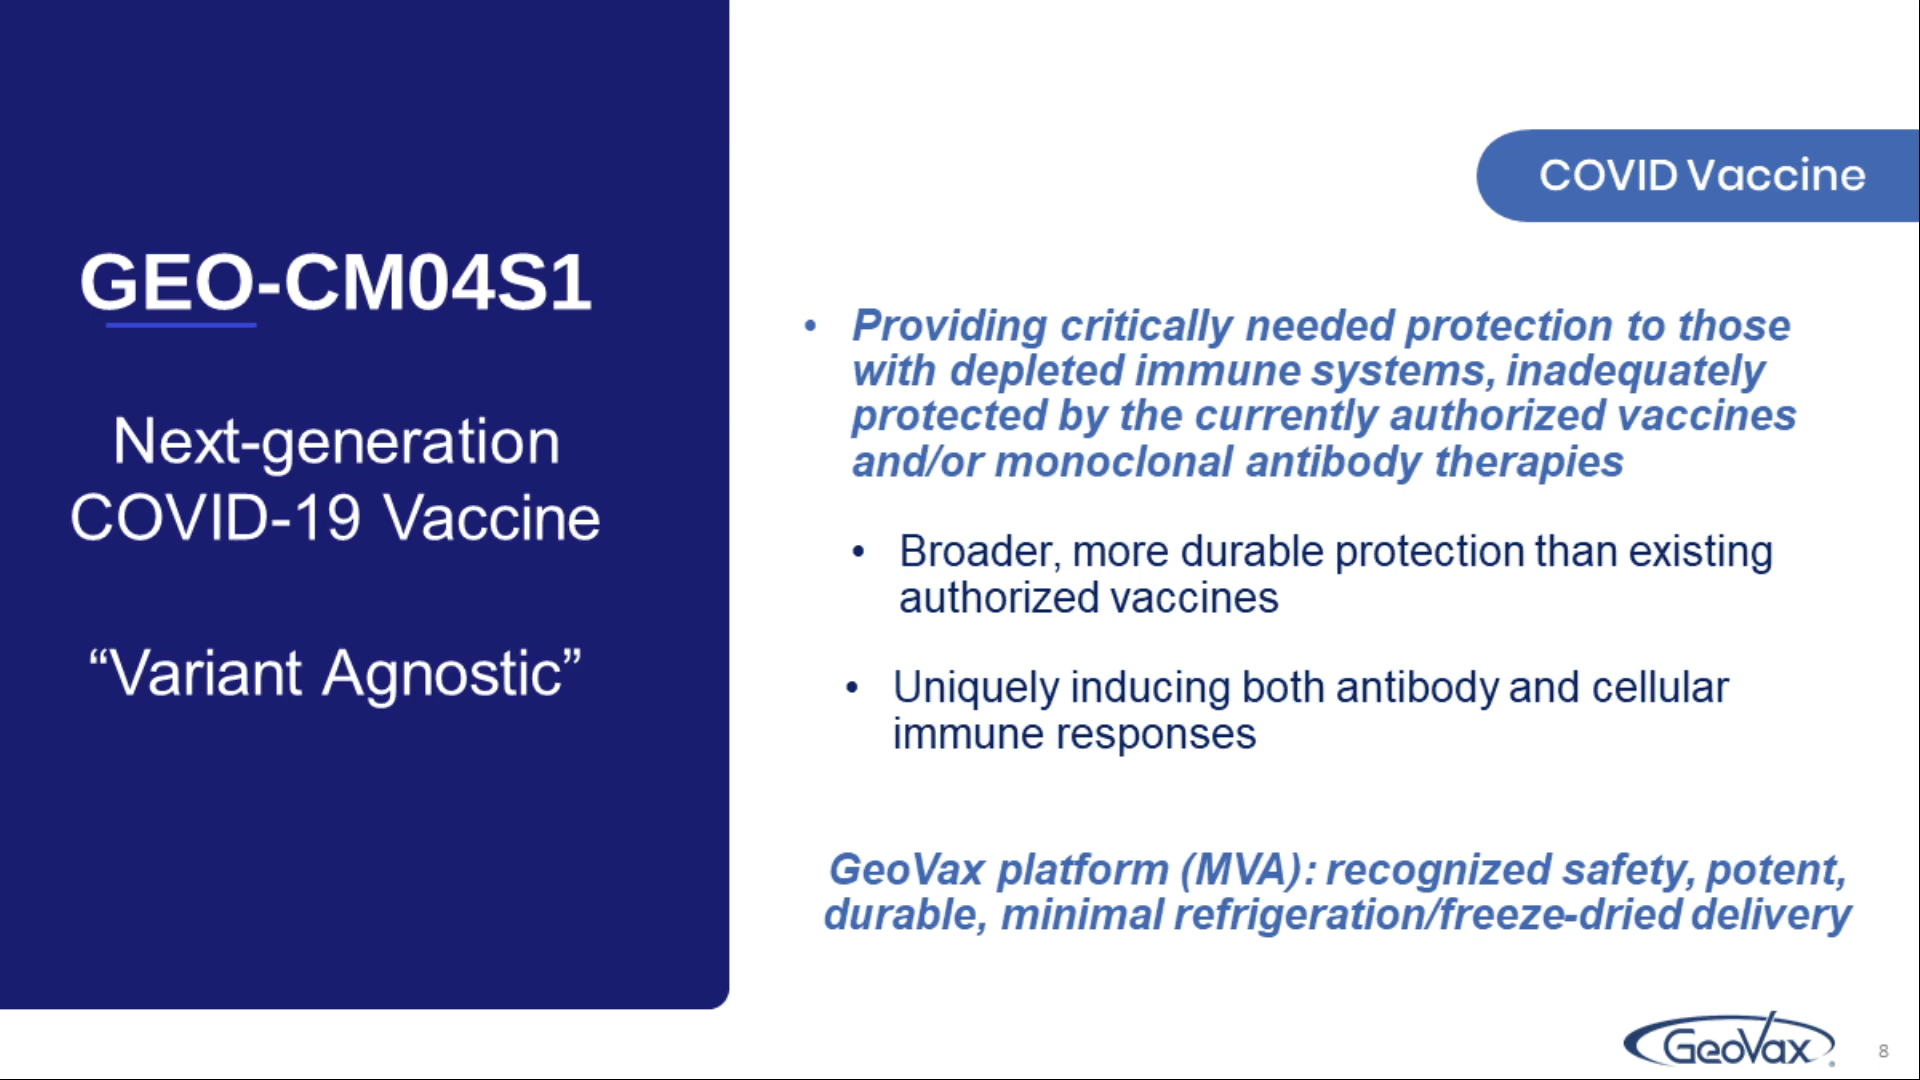 GEO-CM04S1
Next-generation
COVID-19 Vaccine
“Variant Agnostic”
COVID Vaccine
• Providing critically needed protection to those
with depleted immune systems, inadequately
protected by the currently authorized vaccines
and/or monoclonal antibody therapies
• Broader, more durable protection than existing
authorized vaccines
• Uniquely inducing both antibody and cellular
immune responses
GeoVax platform (MVA): recognized safety, potent,
durable, minimal refrigeration/freeze-dried delivery
GeoVax
8